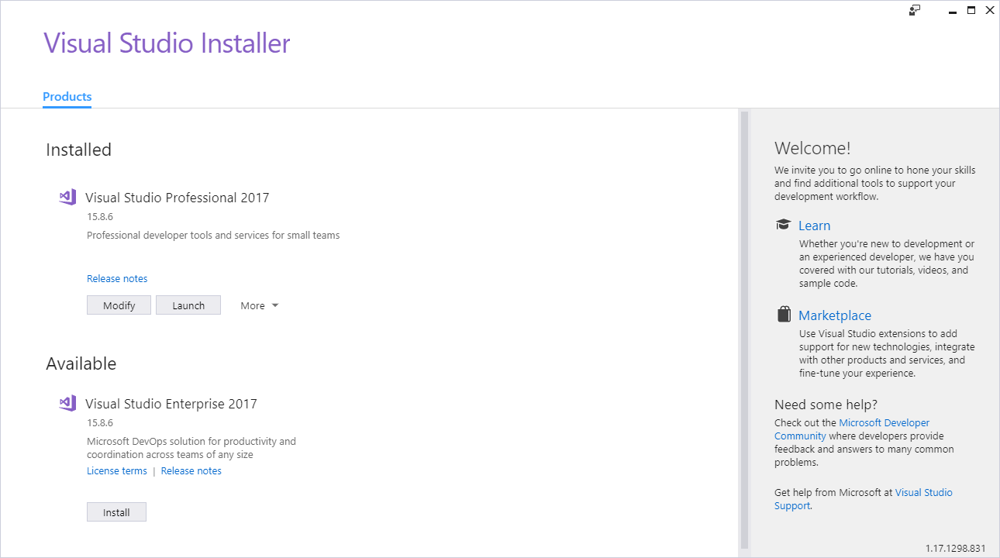 Visual Studio Installer
Products
Installed
Visual Studio Professional 2017
15.8.6
Professional developer tools and services for small teams
Release notes
Modify
Launch
More
Available
Visual Studio Enterprise 2017
15.8.6
Microsoft DevOps solution for productivity and
coordination across teams of any size
License terms | Release notes
Install
Welcome!
We invite you to go online to hone your skills
and find additional tools to support your
development workflow.
Learn
Whether you're new to development or
an experienced developer, we have you
covered with our tutorials, videos, and
sample code.
Marketplace
Use Visual Studio extensions to add
support for new technologies, integrate
with other products and services, and
fine-tune your experience.
Need some help?
Check out the Microsoft Developer
Community where developers provide
feedback and answers to many common
problems.
Get help from Microsoft at Visual Studio
Support.
1.17.1298.831